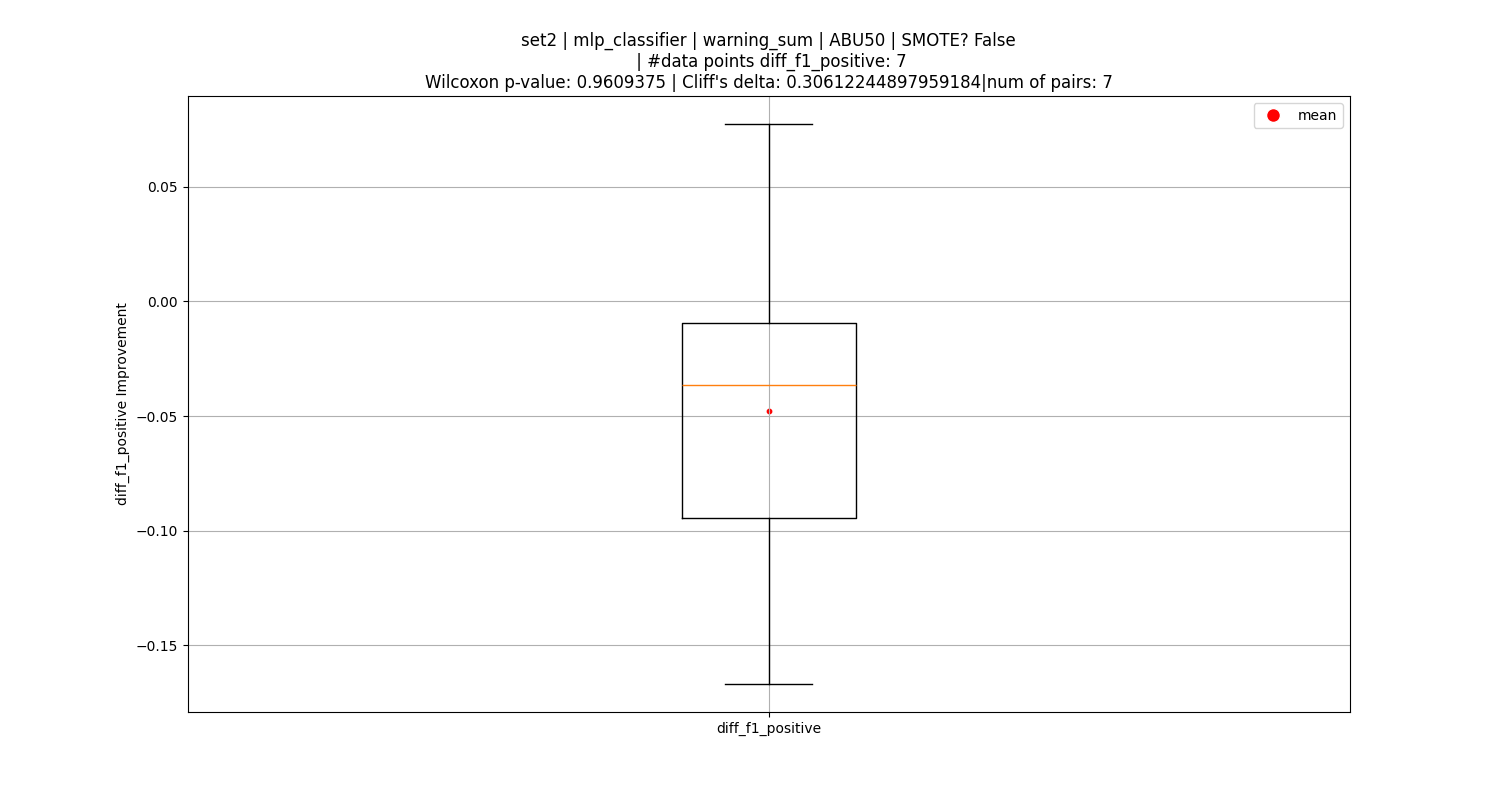 set2 | mlp_classifier | warning_sum | ABU50 | SMOTE? False
| #data points diff_f1_positive: 7
Wilcoxon p-value: 0.9609375 | Cliff's delta: 0.30612244897959184|num of pairs: 7
mean
0.05
0.00
−0.05
−0.10
−0.15
diff_f1_positive Improvement
diff_f1_positive